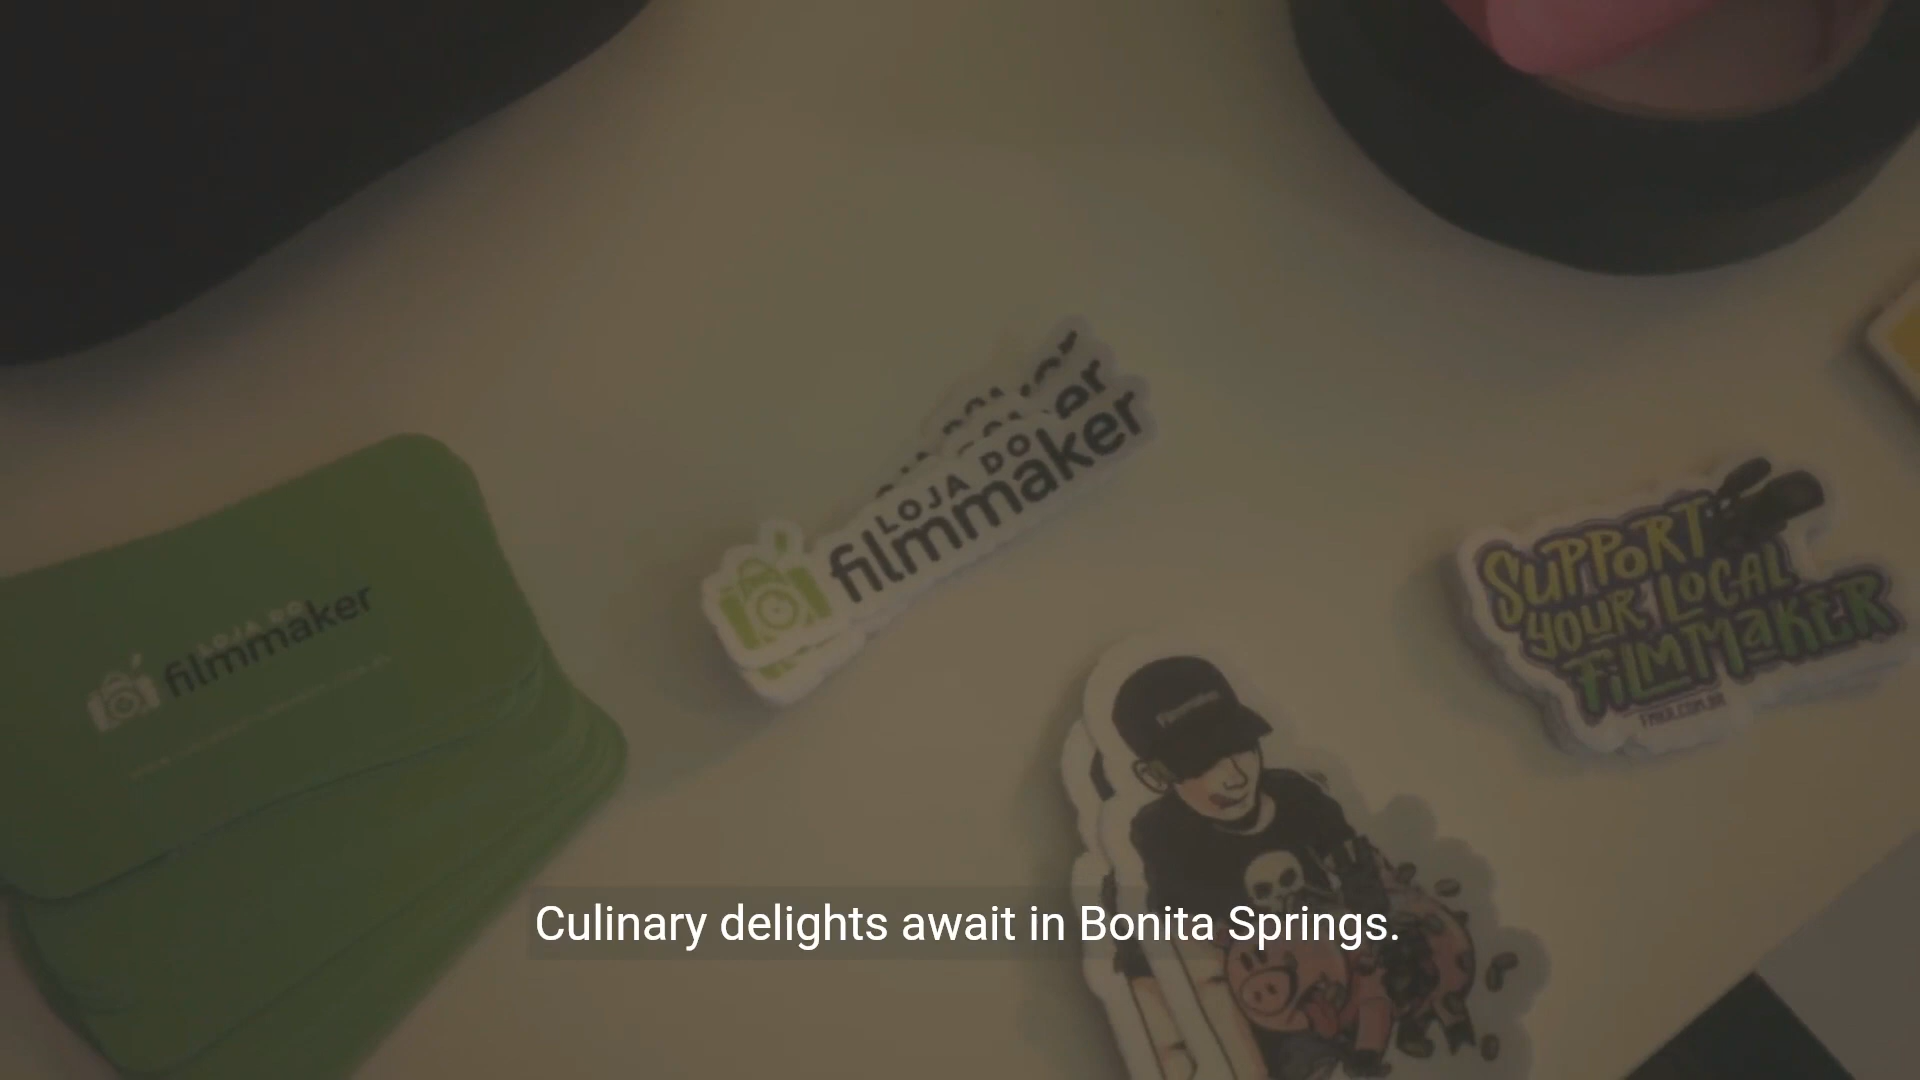 LOJA DO
filmmaker
LOJA DO
filmmaker
SUPPORT
YOUR LOCAL
FILMMAKER
Culinary delights await in Bonita Springs.